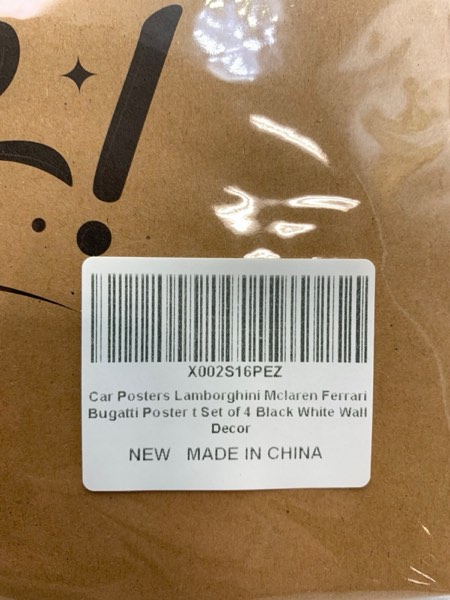 !
X002S16PEZ
Car Posters Lamborghini Mclaren Ferrari
Bugatti Poster t Set of 4 Black White Wall
Decor
NEW MADE IN CHINA